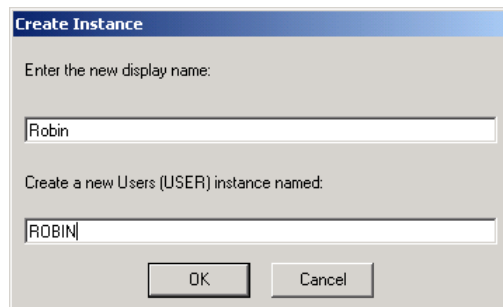 Create Instance
Enter the new display name:
Robin
Create a new Users (USER) instance named:
ROBIN
OK Cancel